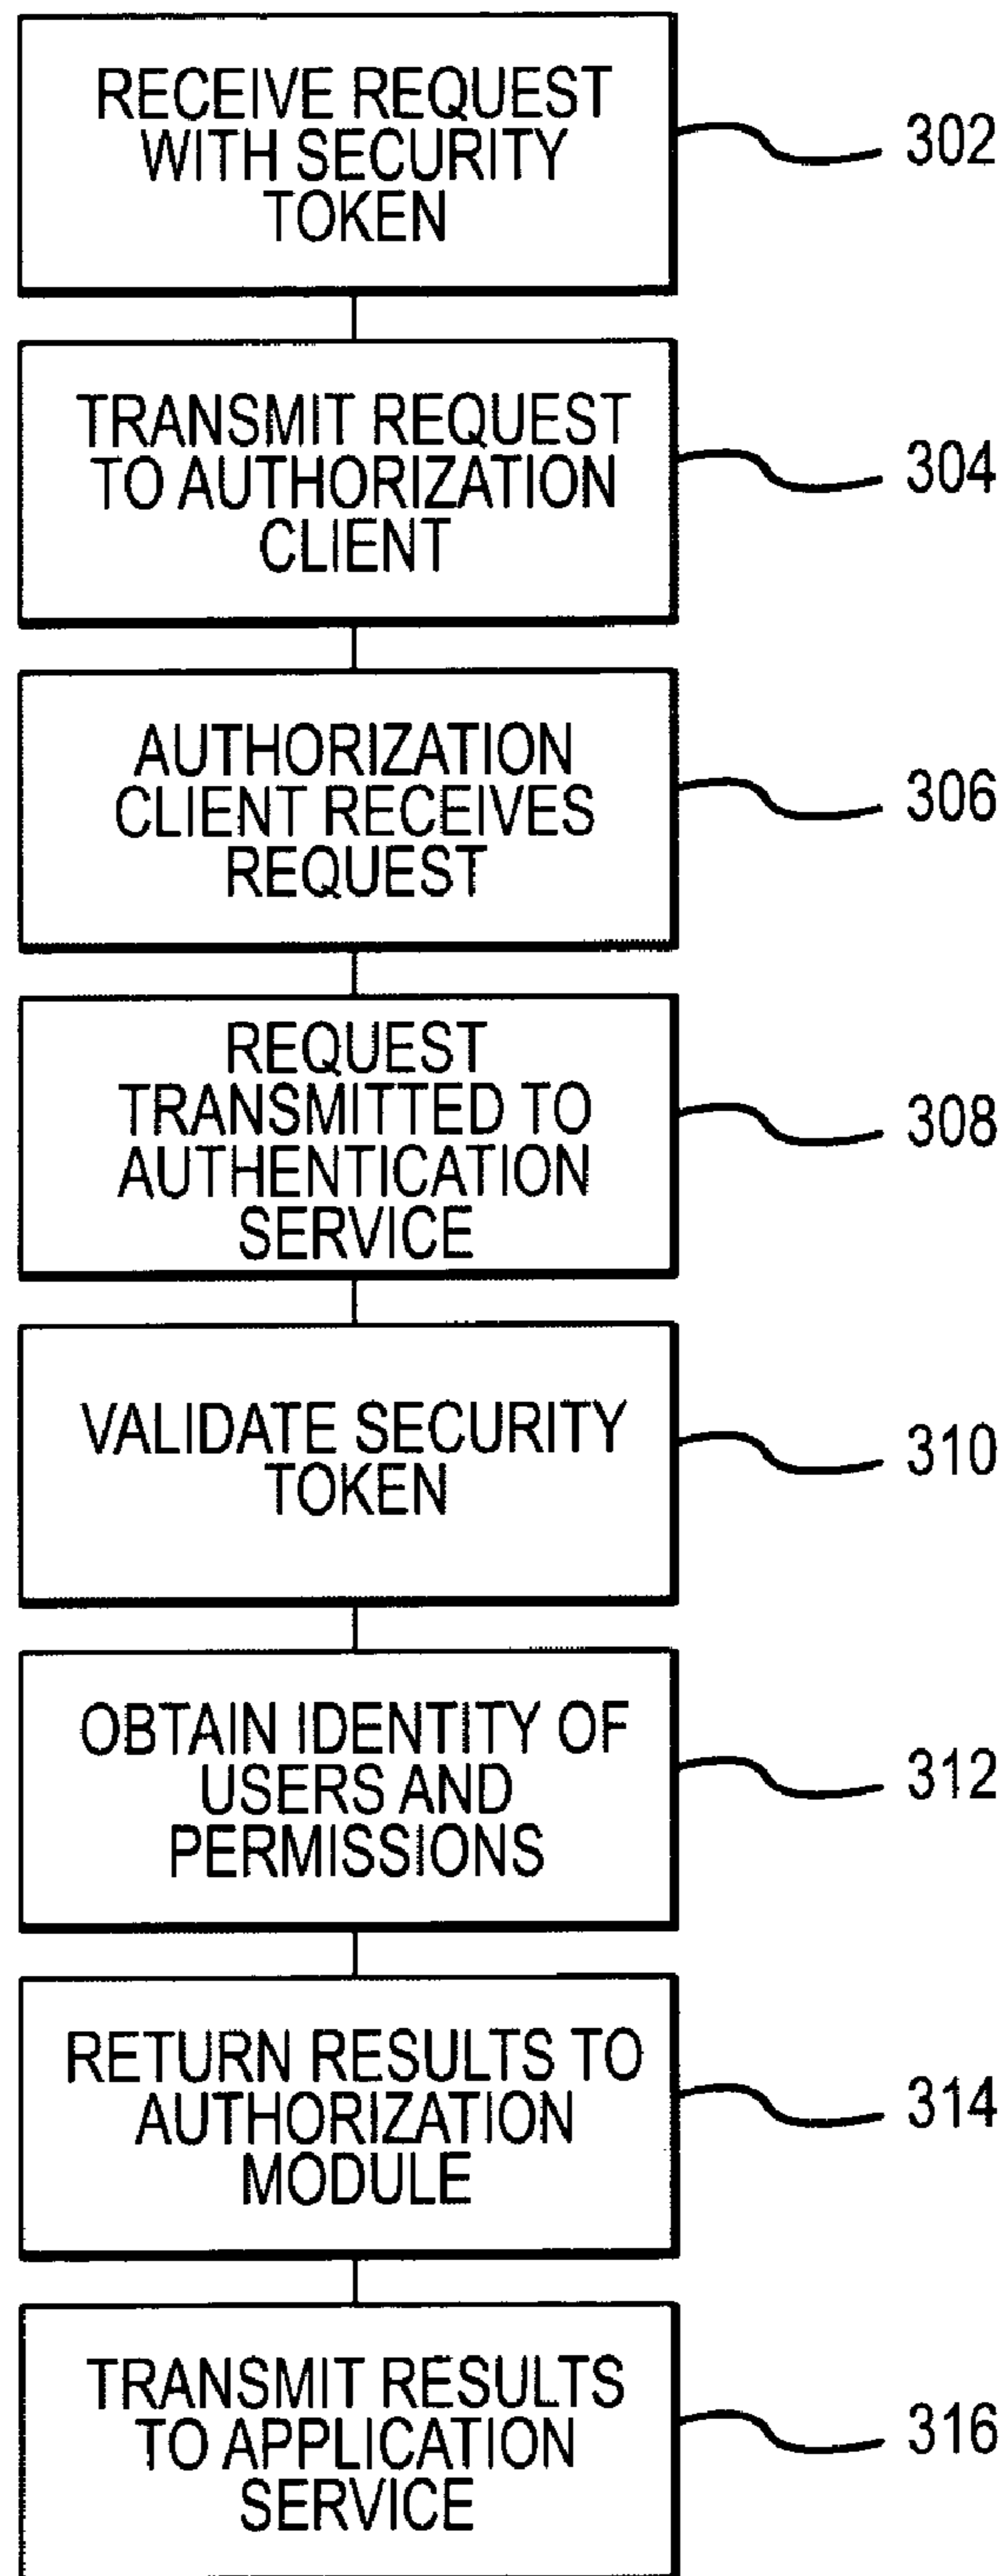 RECEIVE REQUEST
WITH SECURITY
TOKEN
302
TRANSMIT REQUEST
TO AUTHORIZATION
CLIENT
304
AUTHORIZATION
CLIENT RECEIVES
REQUEST
306
REQUEST
TRANSMITTED TO
AUTHENTICATION
SERVICE
308
VALIDATE SECURITY
TOKEN
310
OBTAIN IDENTITY OF
USERS AND
PERMISSIONS
312
RETURN RESULTS TO
AUTHORIZATION
MODULE
314
TRANSMIT RESULTS
TO APPLICATION
SERVICE
316